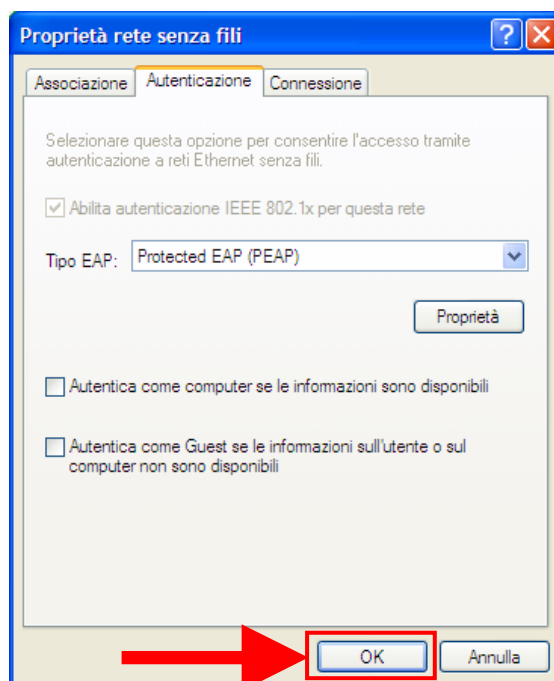 Proprietà rete senza fili
Associazione Autenticazione Connessione
Selezionare questa opzione per consentire l'accesso tramite
autenticazione a reti Ethernet senza fili.
Abilita autenticazione IEEE 802.1x per questa rete
Tipo EAP: Protected EAP (PEAP)
Proprietà
Autentica come computer se le informazioni sono disponibili
Autentica come Guest se le informazioni sull'utente o sul
computer non sono disponibili
OK Annulla